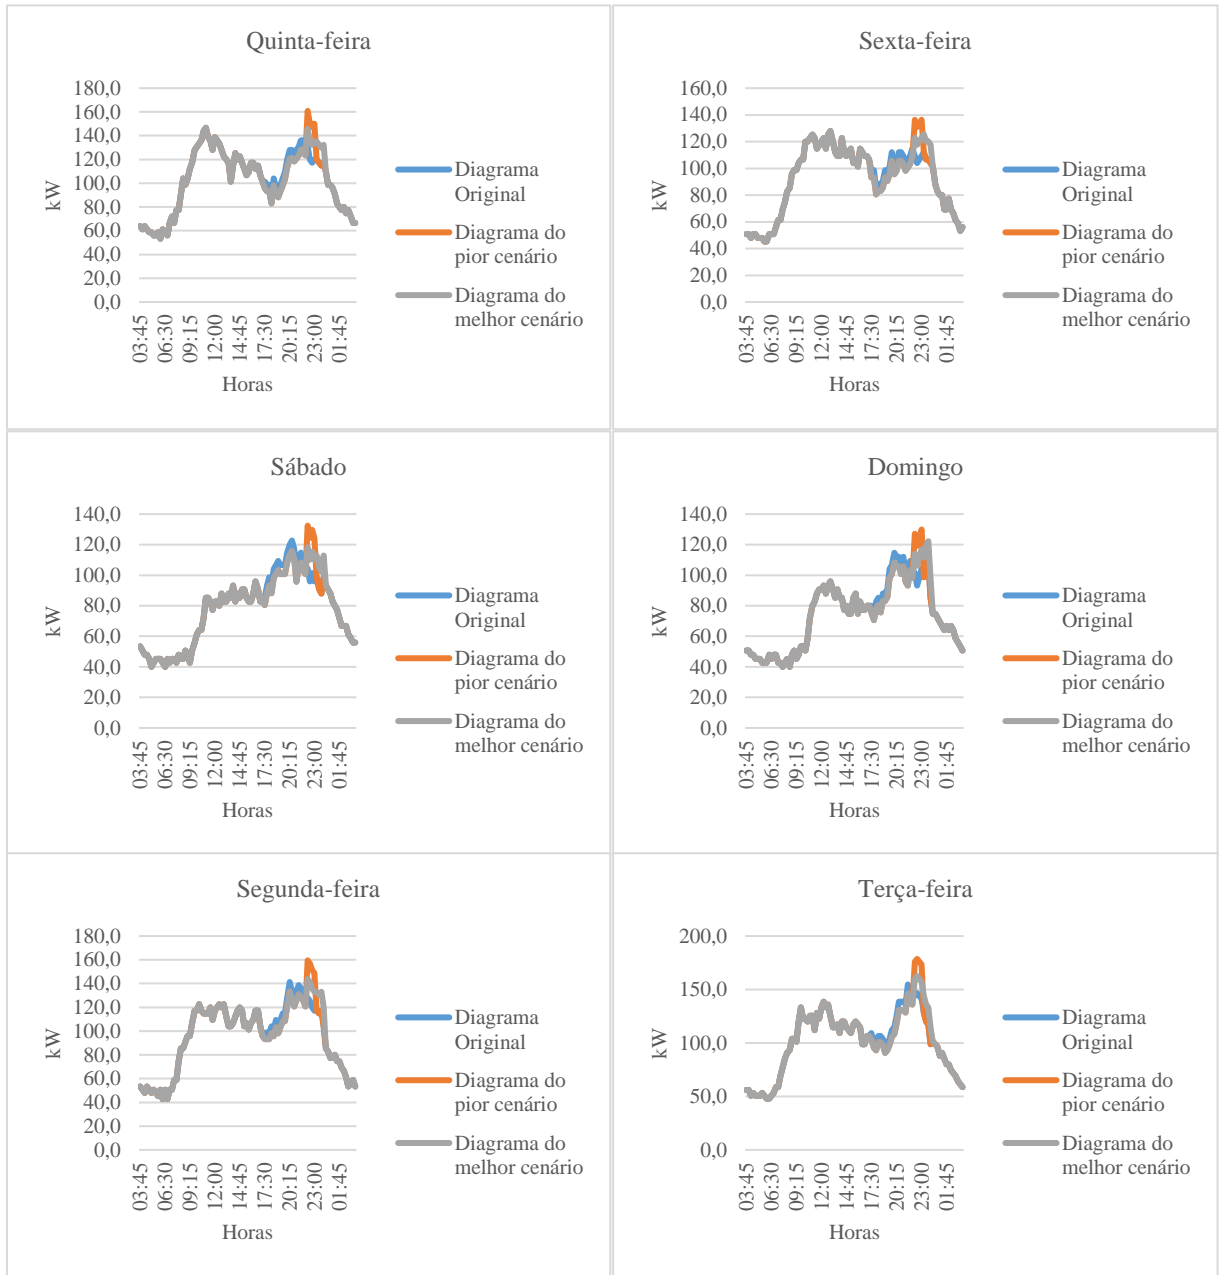 Quinta-feira
180,0
160,0
140,0
120,0
100,0
80,0
60,0
40,0
20,0
0,0
kW
03:45
06:30
09:15
12:00
14:45
17:30
20:15
23:00
01:45
Horas
Diagrama
Original
Diagrama do
pior cenário
Diagrama do
melhor cenário
Sexta-feira
160,0
140,0
120,0
100,0
80,0
60,0
40,0
20,0
0,0
kW
03:45
06:30
09:15
12:00
14:45
17:30
20:15
23:00
01:45
Horas
Diagrama
Original
Diagrama do
pior cenário
Diagrama do
melhor cenário
Sábado
140,0
120,0
100,0
80,0
60,0
40,0
20,0
0,0
kW
03:45
06:30
09:15
12:00
14:45
17:30
20:15
23:00
01:45
Horas
Diagrama
Original
Diagrama do
pior cenário
Diagrama do
melhor cenário
Domingo
140,0
120,0
100,0
80,0
60,0
40,0
20,0
0,0
kW
03:45
06:30
09:15
12:00
14:45
17:30
20:15
23:00
01:45
Horas
Diagrama
Original
Diagrama do
pior cenário
Diagrama do
melhor cenário
Segunda-feira
180,0
160,0
140,0
120,0
100,0
80,0
60,0
40,0
20,0
0,0
kW
03:45
06:30
09:15
12:00
14:45
17:30
20:15
23:00
01:45
Horas
Diagrama
Original
Diagrama do
pior cenário
Diagrama do
melhor cenário
Terça-feira
200,0
150,0
100,0
50,0
0,0
kW
03:45
06:30
09:15
12:00
14:45
17:30
20:15
23:00
01:45
Horas
Diagrama
Original
Diagrama do
pior cenário
Diagrama do
melhor cenário